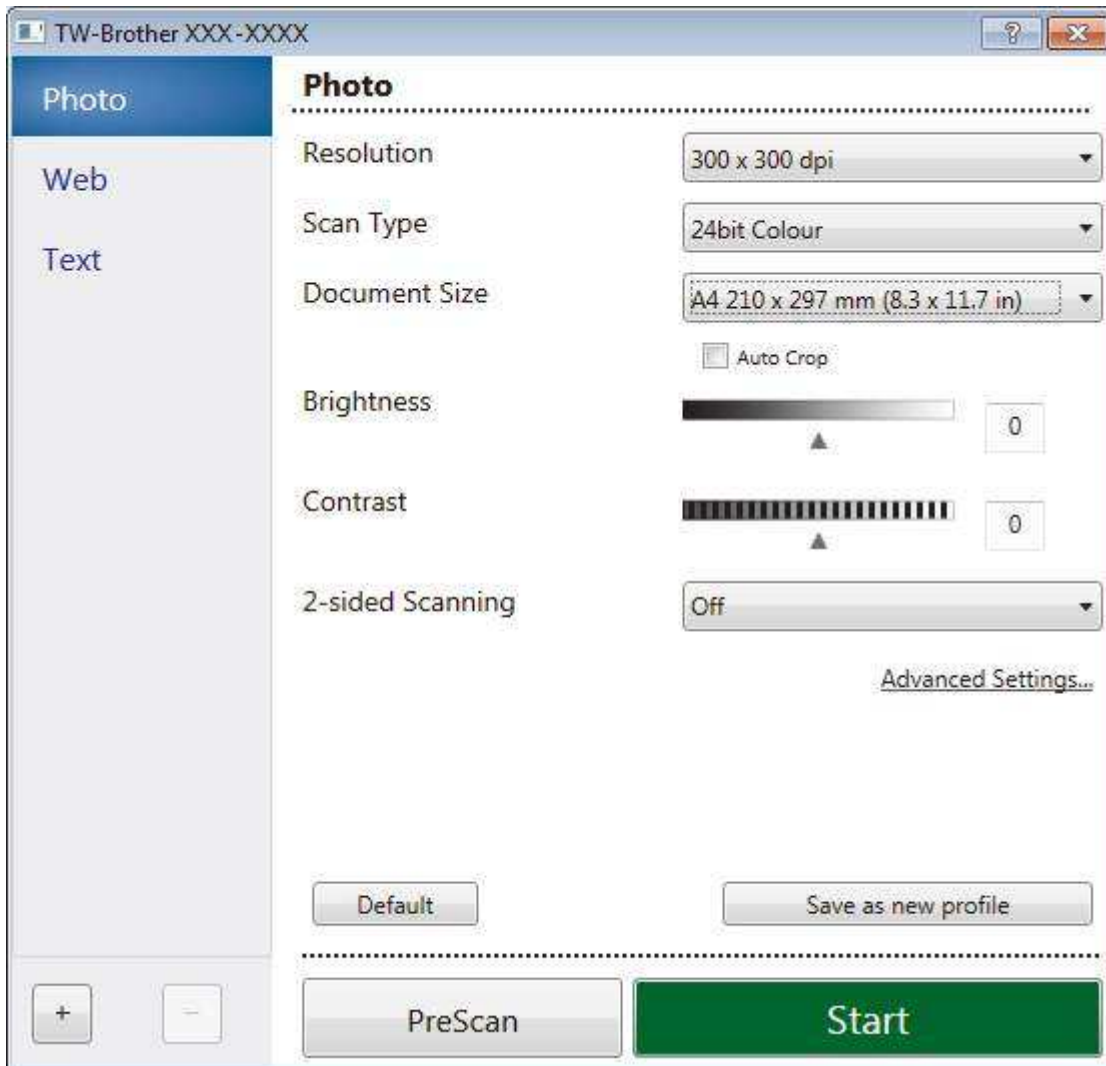 TW-Brother XXX-XXXX
?
Photo
Web
Text
Photo
Resolution
300 x 300 dpi
Scan Type
24bit Colour
Document Size
A4 210 x 297 mm (8.3 x 11.7 in)
Auto Crop
Brightness
0
Contrast
0
2-sided Scanning
Off
Advanced Settings...
Default
Save as new profile
+
-
PreScan
Start